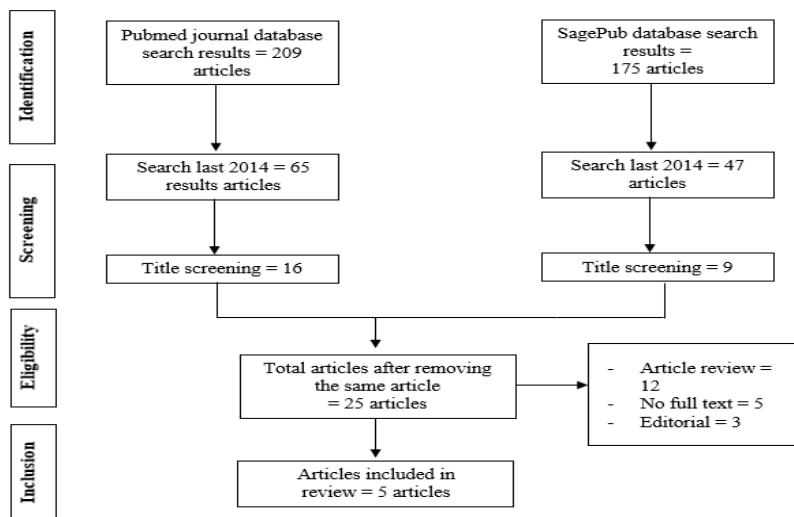 Identification
Pubmed journal database
search results = 209
articles
SagePub database search
results =
175 articles
Screening
Search last 2014 = 65
results articles
Search last 2014 = 47
articles
Title screening = 16
Title screening = 9
Eligibility
Total articles after removing
the same article
= 25 articles
- Article review =
12
- No full text = 5
- Editorial = 3
Inclusion
Articles included in
review = 5 articles